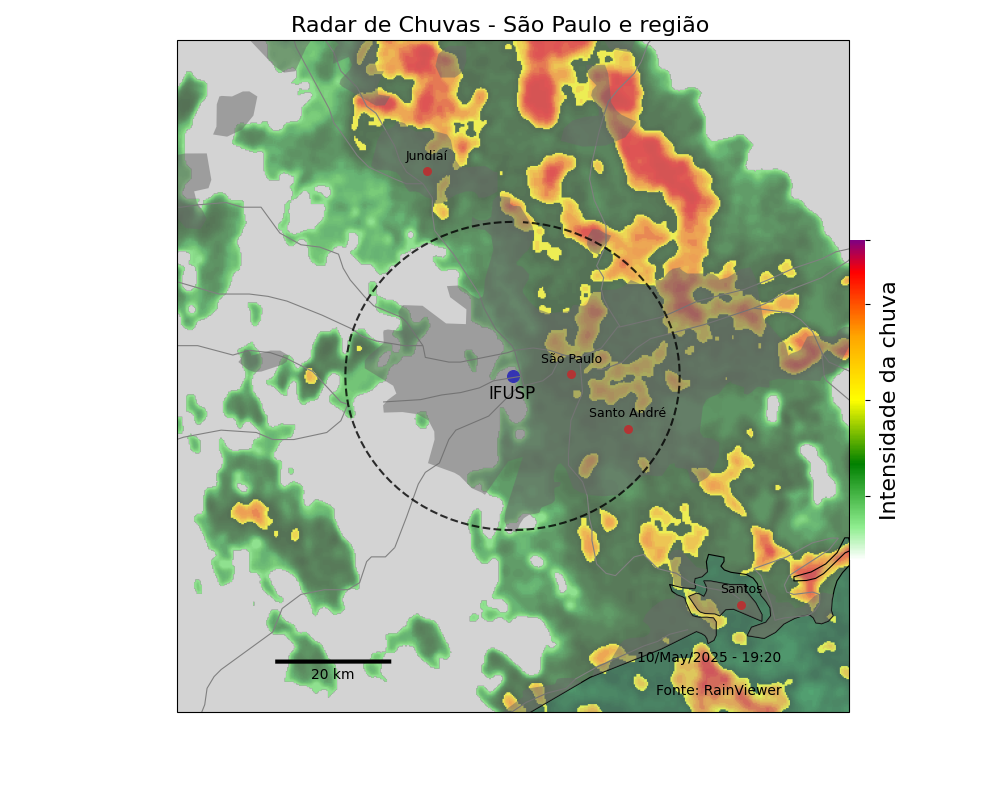 Radar de Chuvas - São Paulo e região
Jundiaí
São Paulo
IFUSP
Santo André
Santos
10/May/2025 - 19:20
20 km
Fonte: RainViewer
Intensidade da chuva